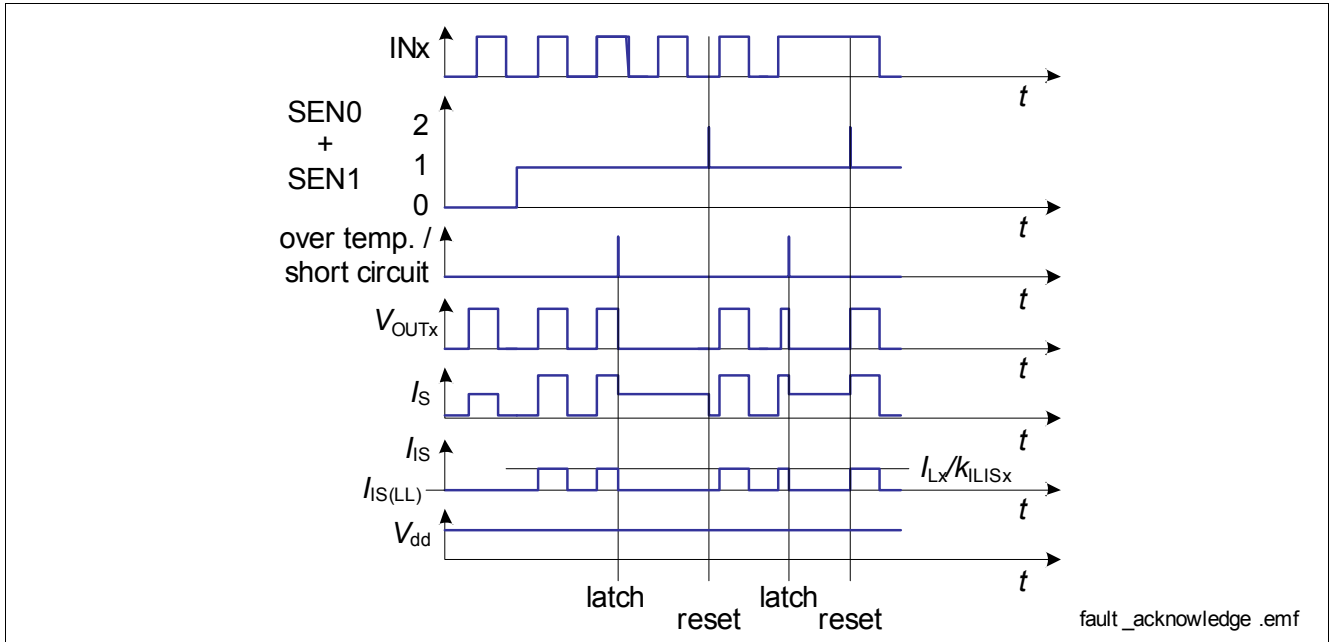 INx
t
SEN0
+
SEN1
2
1
0
t
over temp. /
short circuit
t
VOUTx
t
IS
t
IIS
IIS(LL)
ILx/kILISx
t
Vdd
t
latch
reset
latch
reset
fault _acknowledge .emf